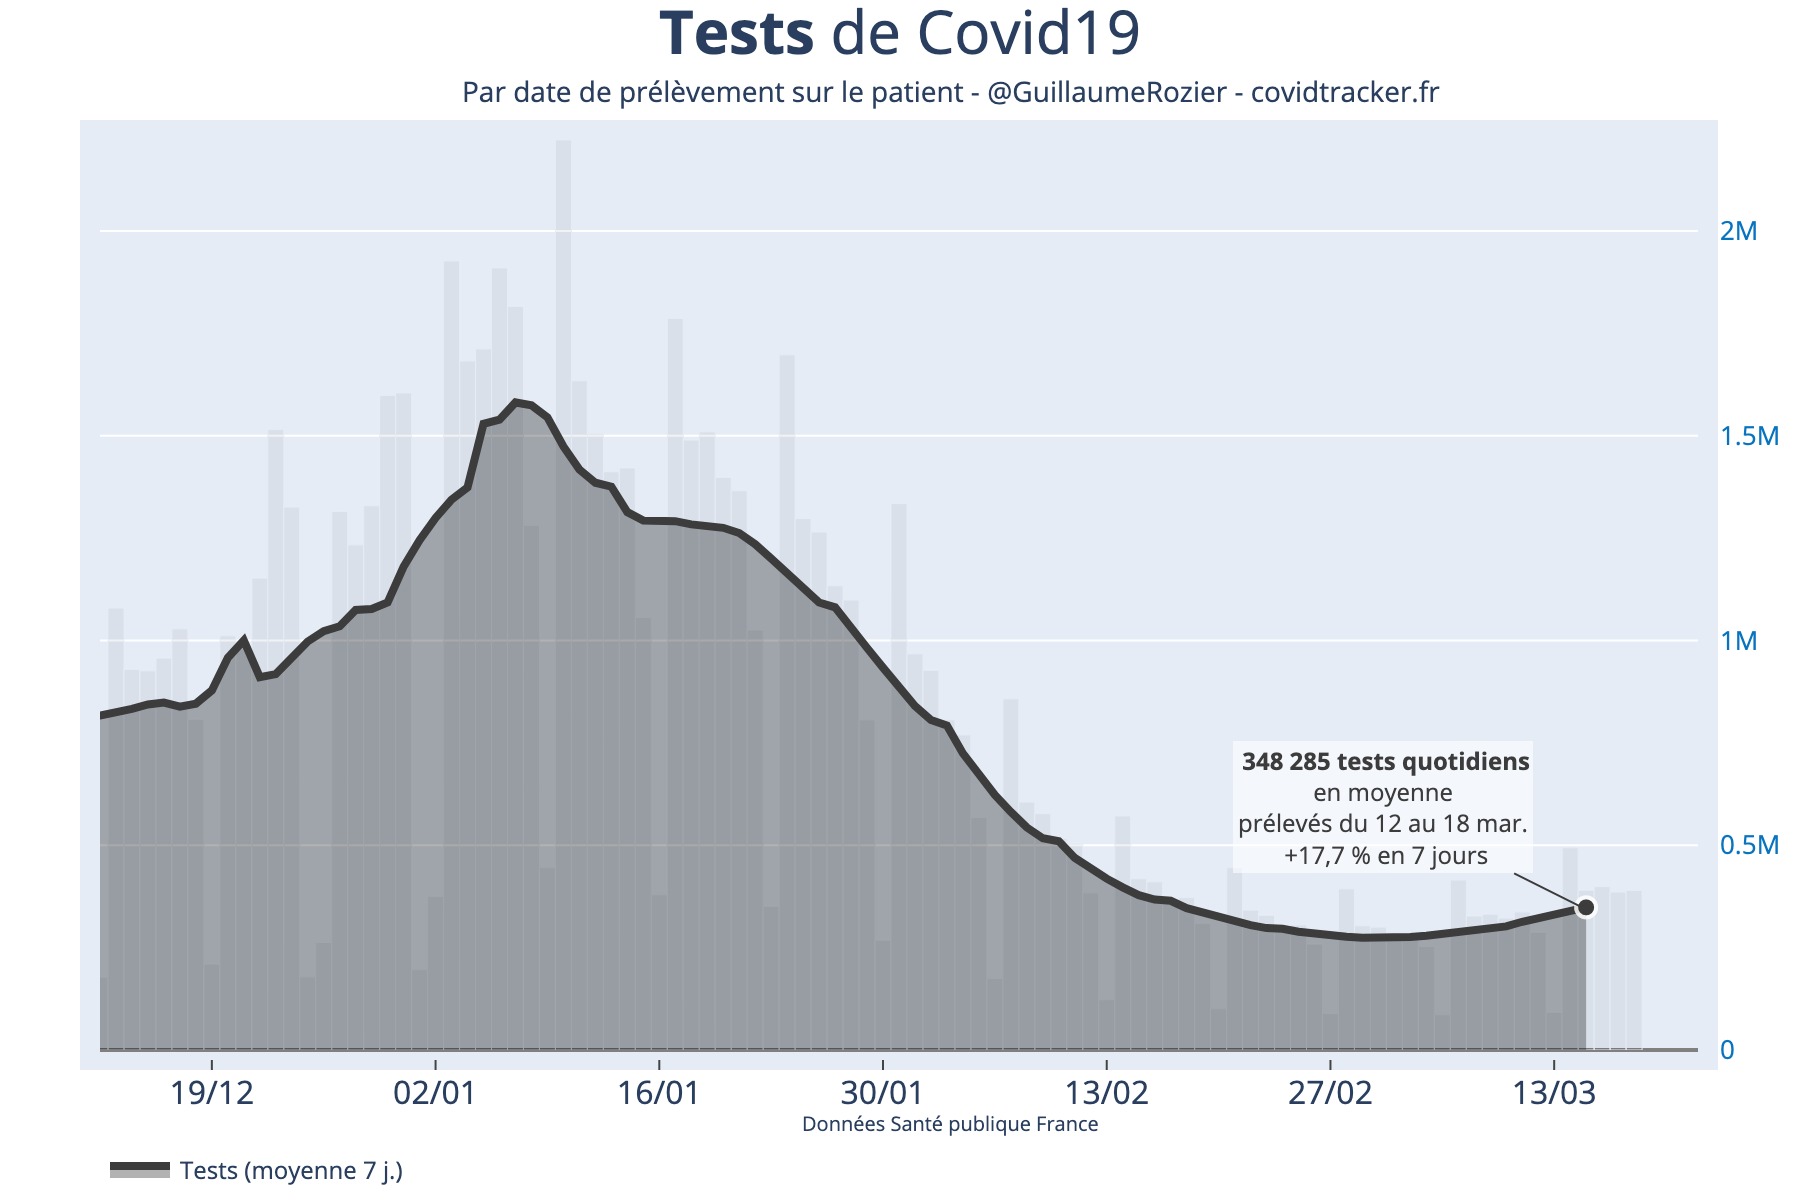 Tests de Covid19
Par date de prélèvement sur le patient - @GuillaumeRozier - covidtracker.fr
2M
1.5M
1M
348 285 tests quotidiens
en moyenne
prélevés du 12 au 18 mar.
+17,7 % en 7 jours
0.5M
0
19/12 02/01 16/01 30/01 13/02 27/02 13/03
Données Santé publique France
Tests (moyenne 7 j.)